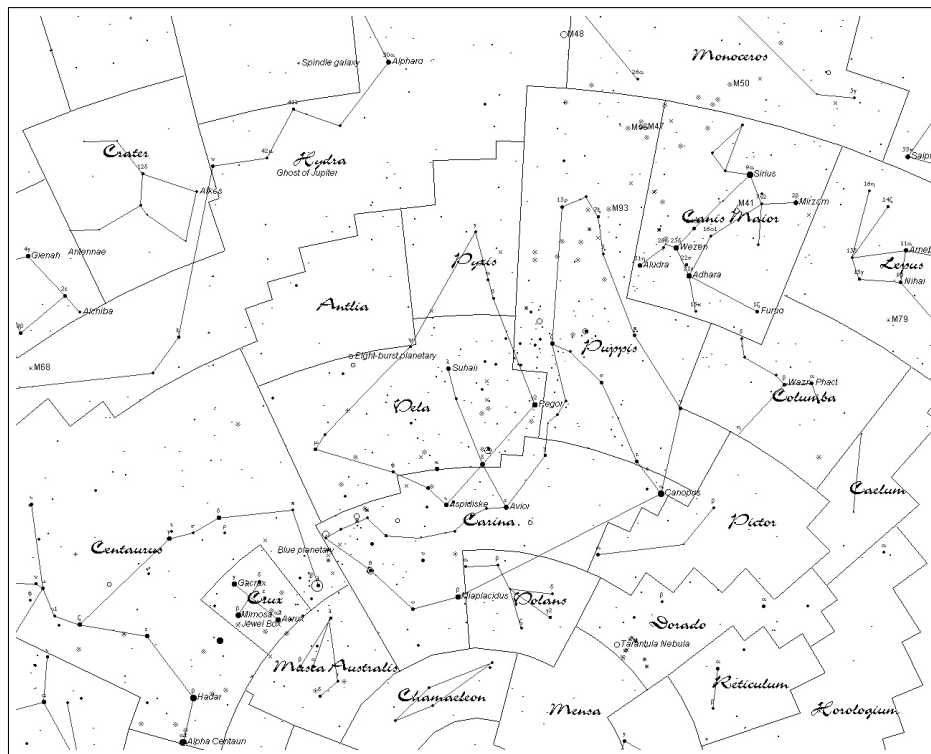 M48
Monoceros
Spindle galaxy
Alphard
M50
M47
Crater
Hydra
Ghost of Jupiter
Sirius
Alkes
M93
M41
Mirzam
Canis Maior
Gienah
Antennae
Pyxis
Wezen
Aludra
Adhara
Arneb
Lepus
Nihal
Alchiba
Antlia
Furud
M79
Puppis
Eight-burst planetary
M68
Suhail
Wazn
Phact
Columba
Vela
Regor
Canopus
Caelum
Aspidiske
Avior
Carina
Pictor
Centaurus
Blue planetary
Gacrux
Crux
Miaplacidus
Volans
Mimosa
Acrux
Jewel Box
Dorado
Tarantula Nebula
Musca Australis
Reticulum
Hadar
Chamaeleon
Mensa
Horologium
Alpha Centauri